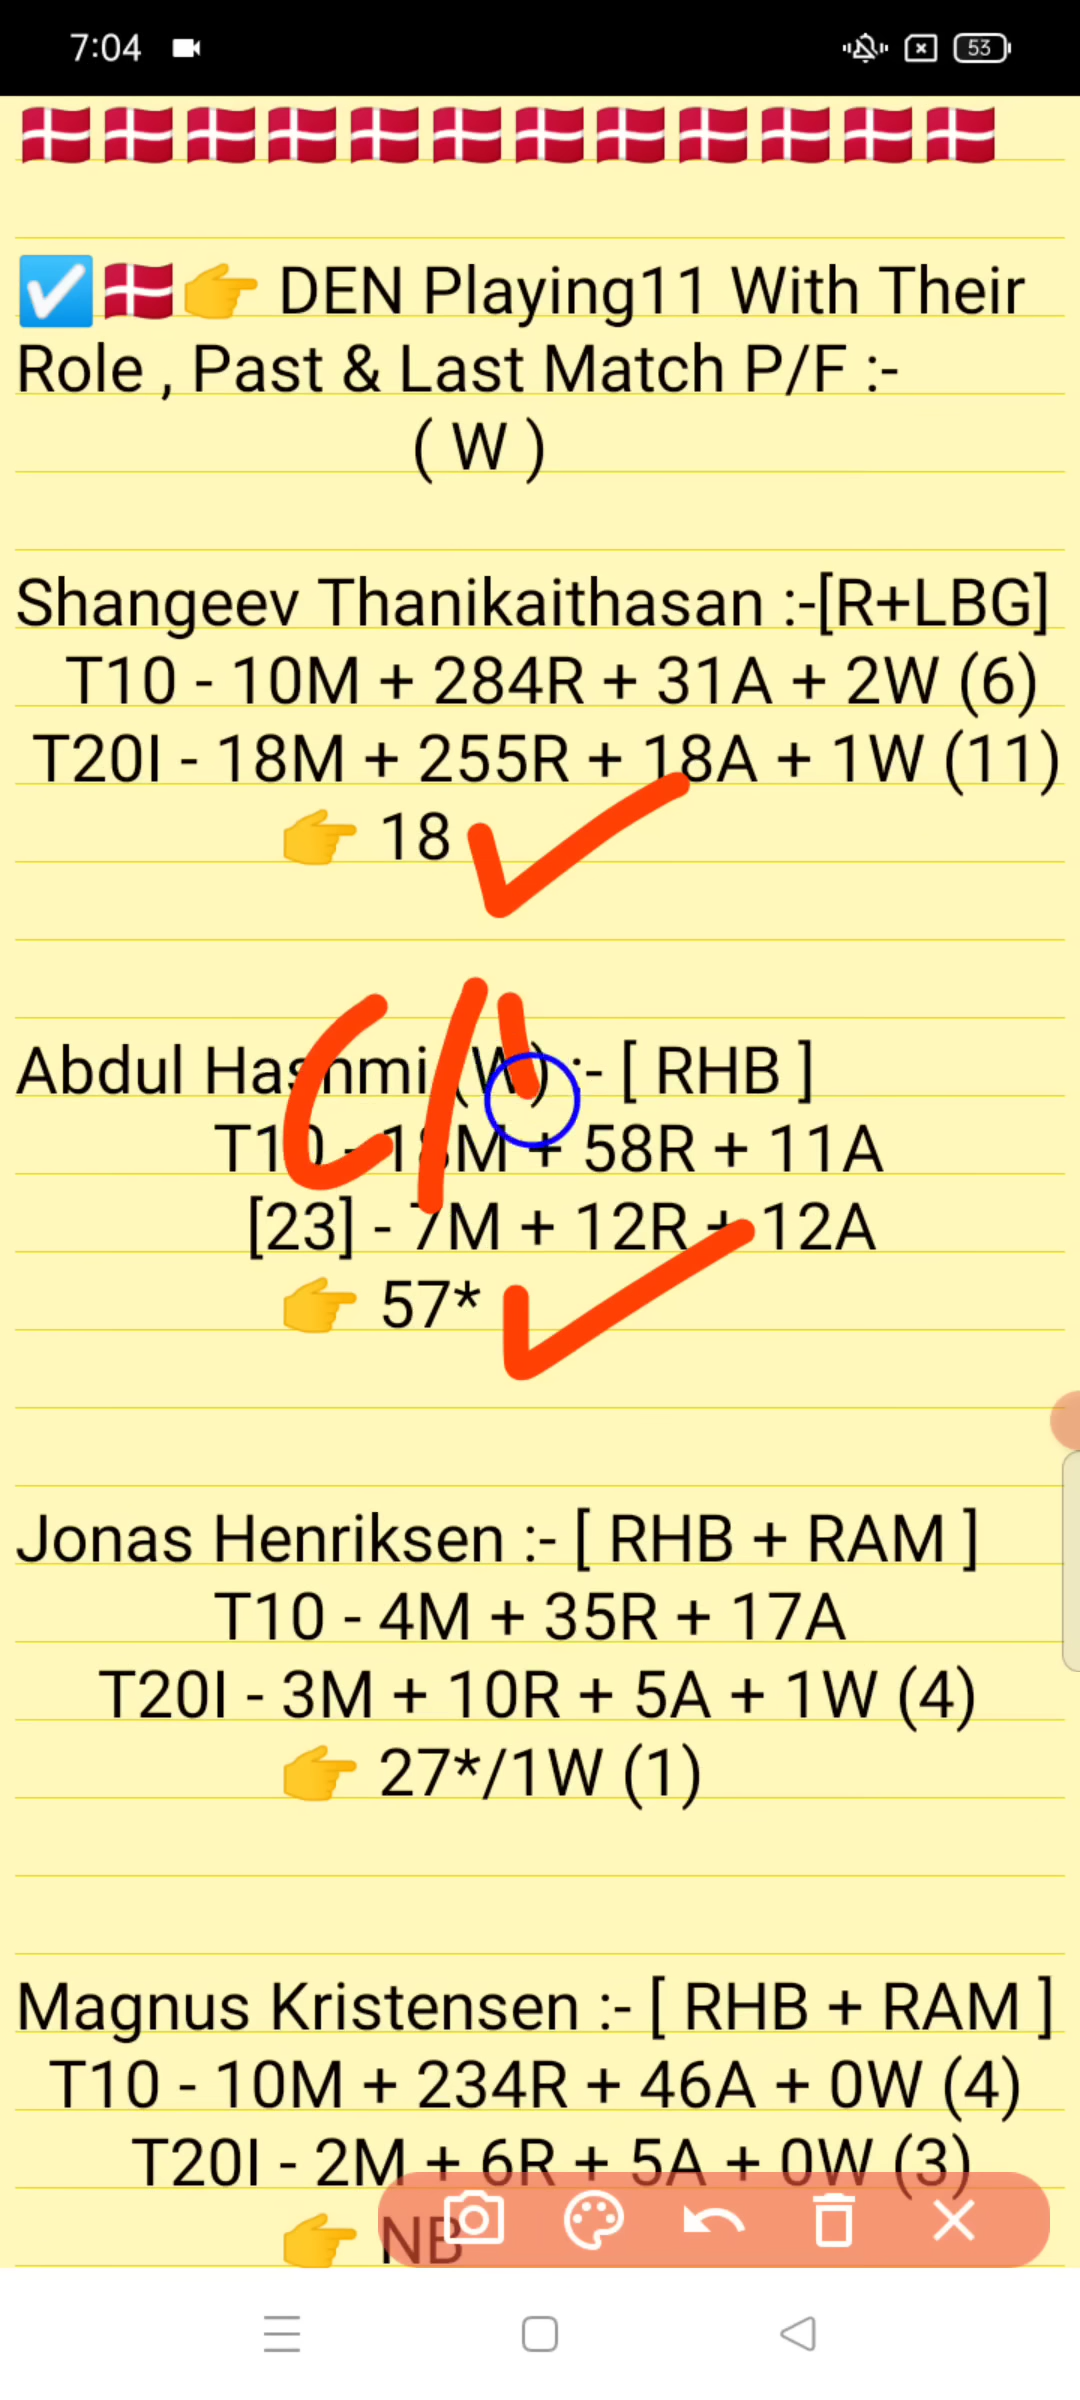 7:04
53
DEN Playing11 With Their
Role , Past & Last Match P/F :-
( W )
Shangeev Thanikaithasan :-[R+LBG]
T10 - 10M + 284R + 31A + 2W (6)
T20I - 18M + 255R + 18A + 1W (11)
18
Abdul Hashmi (W) :- [ RHB ]
T10 - 18M + 58R + 11A
[23] - 7M + 12R + 12A
57*
Jonas Henriksen :- [ RHB + RAM ]
T10 - 4M + 35R + 17A
T20I - 3M + 10R + 5A + 1W (4)
27*/1W (1)
Magnus Kristensen :- [ RHB + RAM ]
T10 - 10M + 234R + 46A + 0W (4)
T20I - 2M + 6R + 5A + 0W (3)
NB